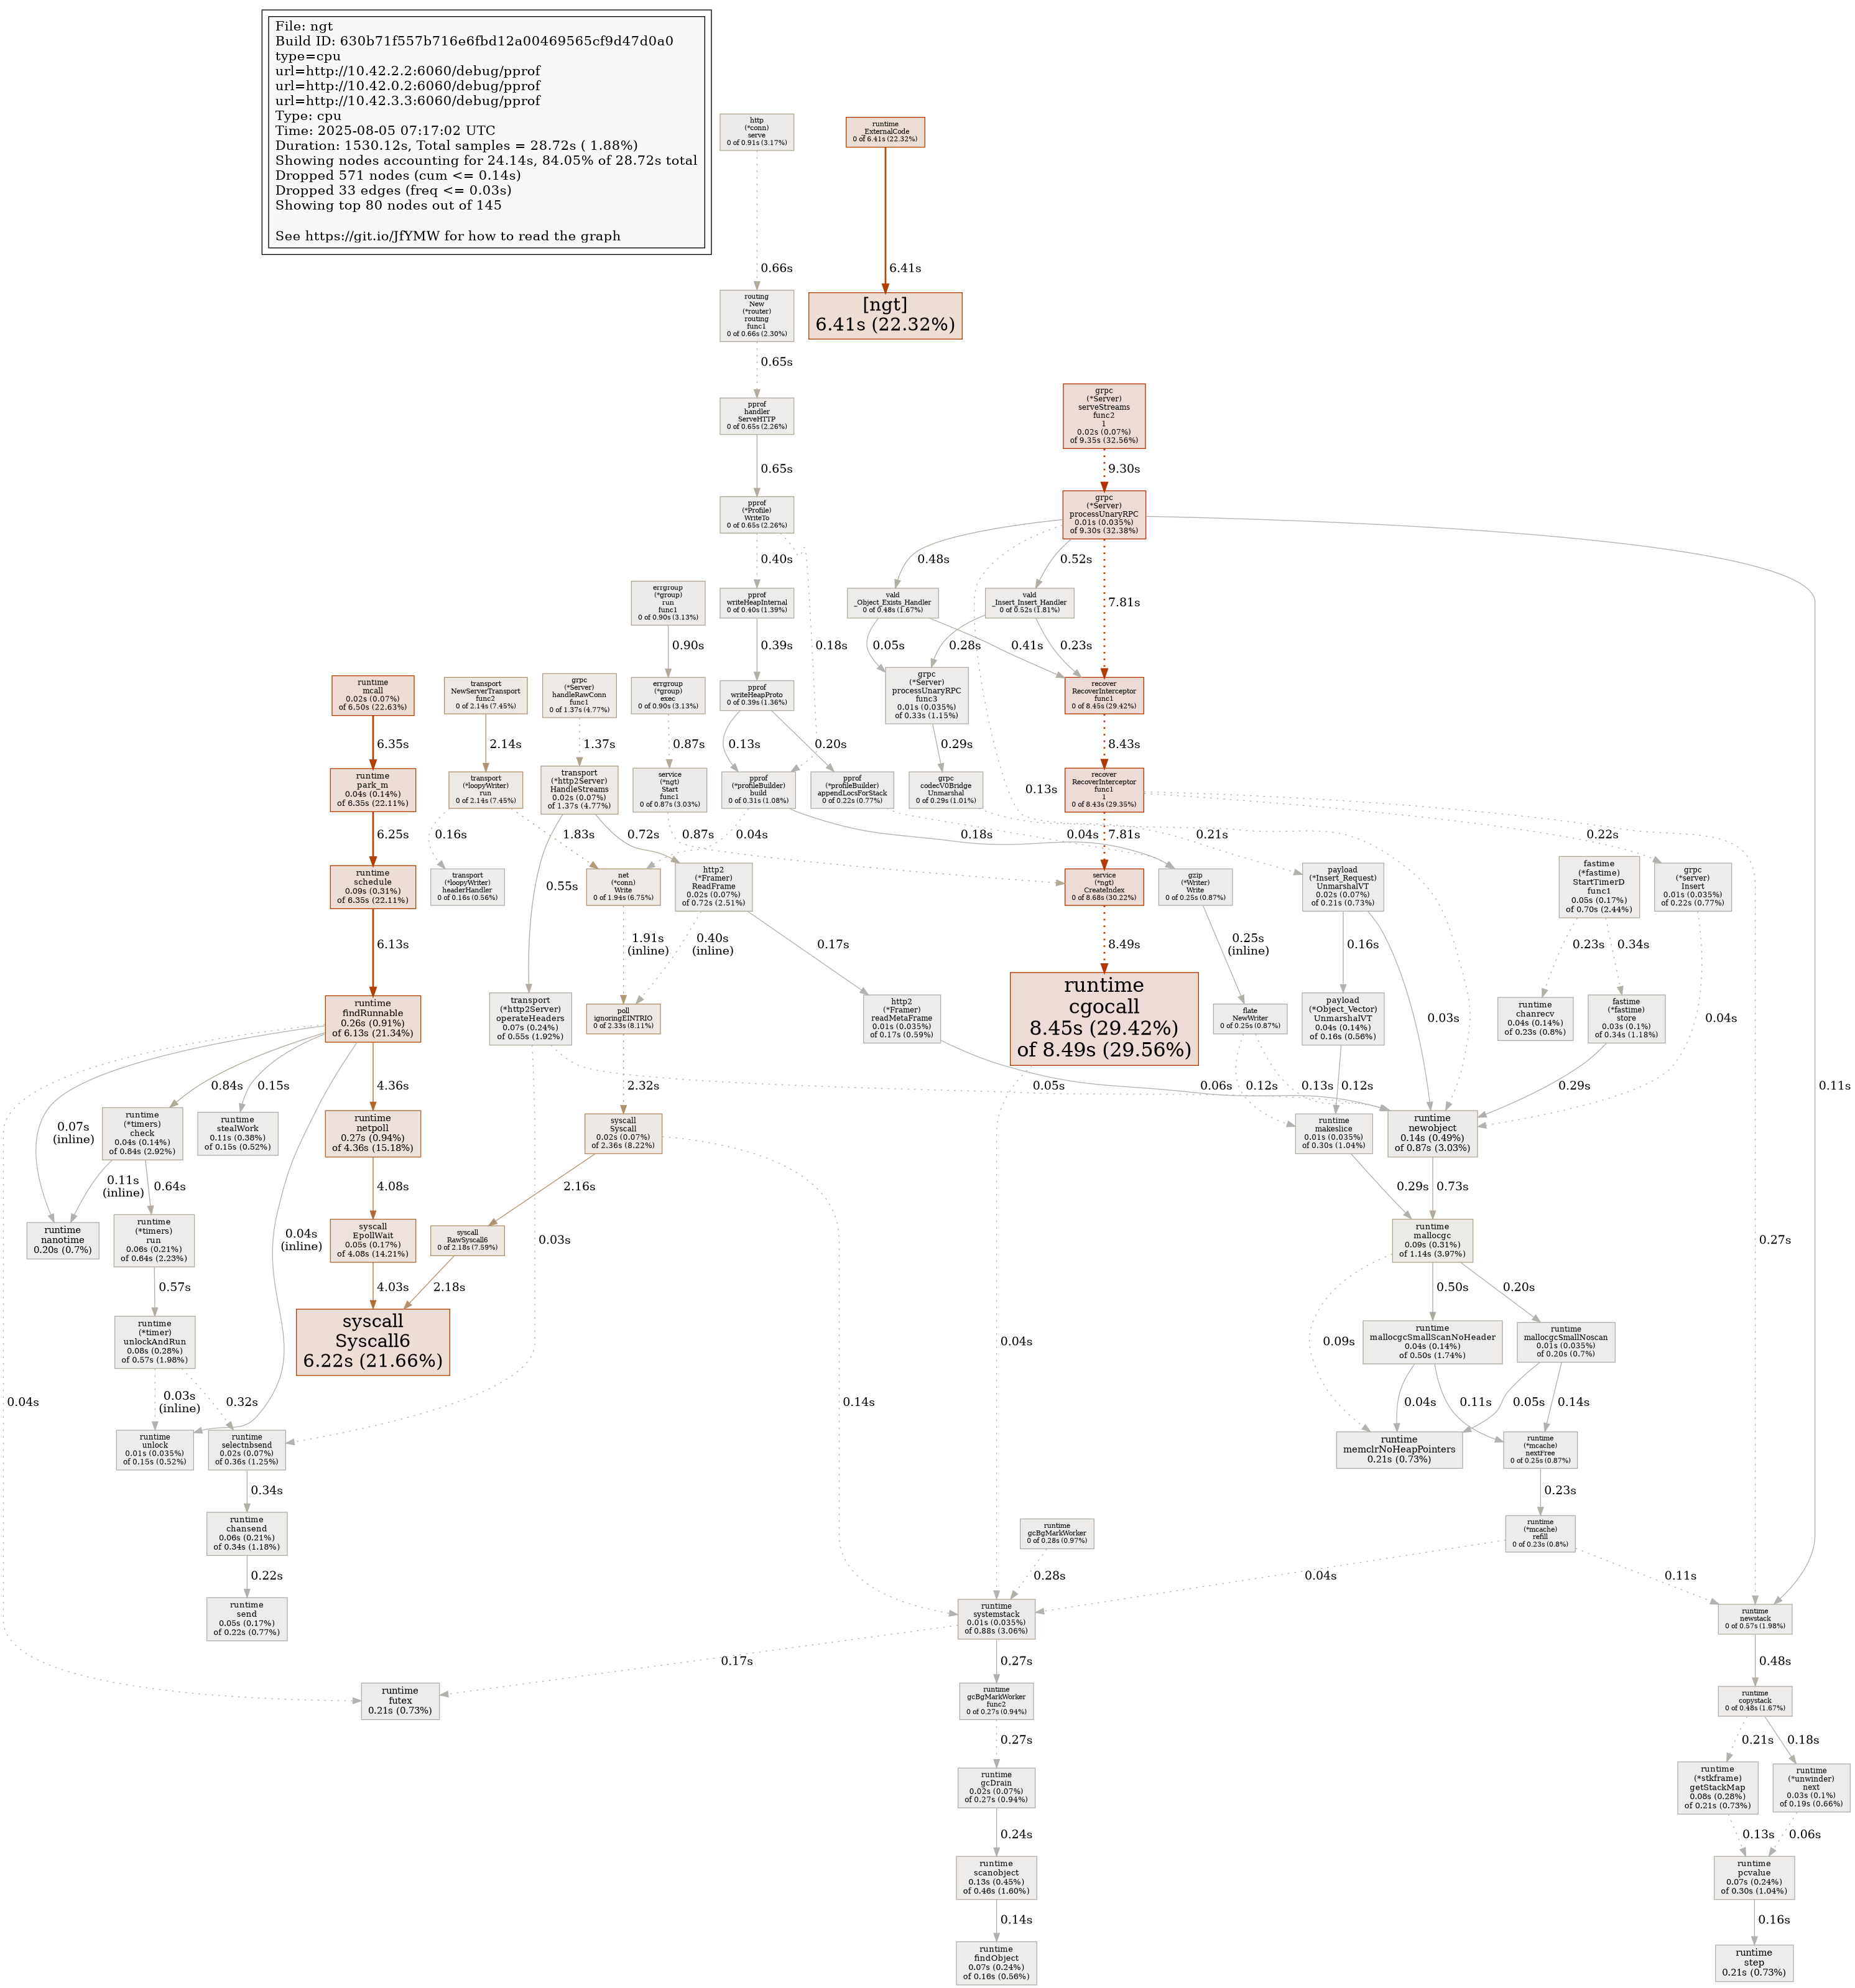 File: ngt
Build ID: 630b71f557b716e6fbd12a00469565cf9d47d0a0
type=cpu
url=http://10.42.2.2:6060/debug/pprof
url=http://10.42.0.2:6060/debug/pprof
url=http://10.42.3.3:6060/debug/pprof
Type: cpu
Time: 2025-08-05 07:17:02 UTC
Duration: 1530.12s, Total samples = 28.72s ( 1.88%)
Showing nodes accounting for 24.14s, 84.05% of 28.72s total
Dropped 571 nodes (cum <= 0.14s)
Dropped 33 edges (freq <= 0.03s)
Showing top 80 nodes out of 145
See https://git.io/JfYMW for how to read the graph
http
(*conn)
serve
0 of 0.91s (3.17%)
runtime
_ExternalCode
0 of 6.41s (22.32%)
0.66s
6.41s
routing
New
(*router)
routing
func1
0 of 0.66s (2.30%)
[ngt]
6.41s (22.32%)
0.65s
pprof
handler
ServeHTTP
0 of 0.65s (2.26%)
grpc
(*Server)
serveStreams
func2
1
0.02s (0.07%)
of 9.35s (32.56%)
0.65s
9.30s
pprof
(*Profile)
WriteTo
0 of 0.65s (2.26%)
grpc
(*Server)
processUnaryRPC
0.01s (0.035%)
of 9.30s (32.38%)
0.40s
0.48s
0.52s
errgroup
(*group)
run
func1
0 of 0.90s (3.13%)
pprof
writeHeapInternal
0 of 0.40s (1.39%)
vald
_Object_Exists_Handler
0 of 0.48s (1.67%)
vald
_Insert_Insert_Handler
0 of 0.52s (1.81%)
7.81s
0.90s
0.39s
0.18s
0.05s
0.28s
0.41s
0.23s
runtime
mcall
0.02s (0.07%)
of 6.50s (22.63%)
transport
NewServerTransport
func2
0 of 2.14s (7.45%)
grpc
(*Server)
handleRawConn
func1
0 of 1.37s (4.77%)
errgroup
(*group)
exec
0 of 0.90s (3.13%)
pprof
writeHeapProto
0 of 0.39s (1.36%)
grpc
(*Server)
processUnaryRPC
func3
0.01s (0.035%)
of 0.33s (1.15%)
recover
RecoverInterceptor
func1
0 of 8.45s (29.42%)
6.35s
2.14s
1.37s
0.87s
0.13s
0.20s
0.29s
8.43s
runtime
park_m
0.04s (0.14%)
of 6.35s (22.11%)
transport
(*loopyWriter)
run
0 of 2.14s (7.45%)
transport
(*http2Server)
HandleStreams
0.02s (0.07%)
of 1.37s (4.77%)
service
(*ngt)
Start
func1
0 of 0.87s (3.03%)
pprof
(*profileBuilder)
build
0 of 0.31s (1.08%)
pprof
(*profileBuilder)
appendLocsForStack
0 of 0.22s (0.77%)
grpc
codecV0Bridge
Unmarshal
0 of 0.29s (1.01%)
0.13s
recover
RecoverInterceptor
func1
1
0 of 8.43s (29.35%)
6.25s
0.16s
1.83s
0.72s
0.87s
0.04s
0.18s
0.04s
7.81s
0.21s
0.22s
runtime
schedule
0.09s (0.31%)
of 6.35s (22.11%)
transport
(*loopyWriter)
headerHandler
0 of 0.16s (0.56%)
0.55s
net
(*conn)
Write
0 of 1.94s (6.75%)
http2
(*Framer)
ReadFrame
0.02s (0.07%)
of 0.72s (2.51%)
service
(*ngt)
CreateIndex
0 of 8.68s (30.22%)
gzip
(*Writer)
Write
0 of 0.25s (0.87%)
payload
(*Insert_Request)
UnmarshalVT
0.02s (0.07%)
of 0.21s (0.73%)
fastime
(*fastime)
StartTimerD
func1
0.05s (0.17%)
of 0.70s (2.44%)
grpc
(*server)
Insert
0.01s (0.035%)
of 0.22s (0.77%)
6.13s
1.91s
(inline)
0.40s
(inline)
0.17s
8.49s
0.25s
(inline)
0.16s
0.23s
0.34s
runtime
findRunnable
0.26s (0.91%)
of 6.13s (21.34%)
transport
(*http2Server)
operateHeaders
0.07s (0.24%)
of 0.55s (1.92%)
poll
ignoringEINTRIO
0 of 2.33s (8.11%)
http2
(*Framer)
readMetaFrame
0.01s (0.035%)
of 0.17s (0.59%)
runtime
cgocall
8.45s (29.42%)
of 8.49s (29.56%)
flate
NewWriter
0 of 0.25s (0.87%)
payload
(*Object_Vector)
UnmarshalVT
0.04s (0.14%)
of 0.16s (0.56%)
0.03s
runtime
chanrecv
0.04s (0.14%)
of 0.23s (0.8%)
fastime
(*fastime)
store
0.03s (0.1%)
of 0.34s (1.18%)
0.04s
0.84s
0.15s
4.36s
2.32s
0.05s
0.06s
0.12s
0.13s
0.12s
0.29s
0.11s
0.07s
(inline)
runtime
(*timers)
check
0.04s (0.14%)
of 0.84s (2.92%)
runtime
stealWork
0.11s (0.38%)
of 0.15s (0.52%)
runtime
netpoll
0.27s (0.94%)
of 4.36s (15.18%)
syscall
Syscall
0.02s (0.07%)
of 2.36s (8.22%)
runtime
makeslice
0.01s (0.035%)
of 0.30s (1.04%)
runtime
newobject
0.14s (0.49%)
of 0.87s (3.03%)
0.11s
(inline)
0.64s
4.08s
2.16s
0.29s
0.73s
runtime
nanotime
0.20s (0.7%)
runtime
(*timers)
run
0.06s (0.21%)
of 0.64s (2.23%)
0.04s
(inline)
syscall
EpollWait
0.05s (0.17%)
of 4.08s (14.21%)
syscall
RawSyscall6
0 of 2.18s (7.59%)
0.03s
runtime
mallocgc
0.09s (0.31%)
of 1.14s (3.97%)
0.27s
0.57s
4.03s
2.18s
0.50s
0.20s
runtime
(*timer)
unlockAndRun
0.08s (0.28%)
of 0.57s (1.98%)
syscall
Syscall6
6.22s (21.66%)
0.04s
0.09s
runtime
mallocgcSmallScanNoHeader
0.04s (0.14%)
of 0.50s (1.74%)
runtime
mallocgcSmallNoscan
0.01s (0.035%)
of 0.20s (0.7%)
0.04s
0.03s
(inline)
0.32s
0.14s
0.04s
0.11s
0.05s
0.14s
runtime
unlock
0.01s (0.035%)
of 0.15s (0.52%)
runtime
selectnbsend
0.02s (0.07%)
of 0.36s (1.25%)
runtime
memclrNoHeapPointers
0.21s (0.73%)
runtime
(*mcache)
nextFree
0 of 0.25s (0.87%)
0.34s
0.23s
runtime
chansend
0.06s (0.21%)
of 0.34s (1.18%)
runtime
gcBgMarkWorker
0 of 0.28s (0.97%)
runtime
(*mcache)
refill
0 of 0.23s (0.8%)
0.22s
0.28s
0.04s
0.11s
runtime
send
0.05s (0.17%)
of 0.22s (0.77%)
runtime
systemstack
0.01s (0.035%)
of 0.88s (3.06%)
runtime
newstack
0 of 0.57s (1.98%)
0.17s
0.27s
0.48s
runtime
futex
0.21s (0.73%)
runtime
gcBgMarkWorker
func2
0 of 0.27s (0.94%)
runtime
copystack
0 of 0.48s (1.67%)
0.27s
0.21s
0.18s
runtime
gcDrain
0.02s (0.07%)
of 0.27s (0.94%)
runtime
(*stkframe)
getStackMap
0.08s (0.28%)
of 0.21s (0.73%)
runtime
(*unwinder)
next
0.03s (0.1%)
of 0.19s (0.66%)
0.24s
0.13s
0.06s
runtime
scanobject
0.13s (0.45%)
of 0.46s (1.60%)
runtime
pcvalue
0.07s (0.24%)
of 0.30s (1.04%)
0.14s
0.16s
runtime
findObject
0.07s (0.24%)
of 0.16s (0.56%)
runtime
step
0.21s (0.73%)